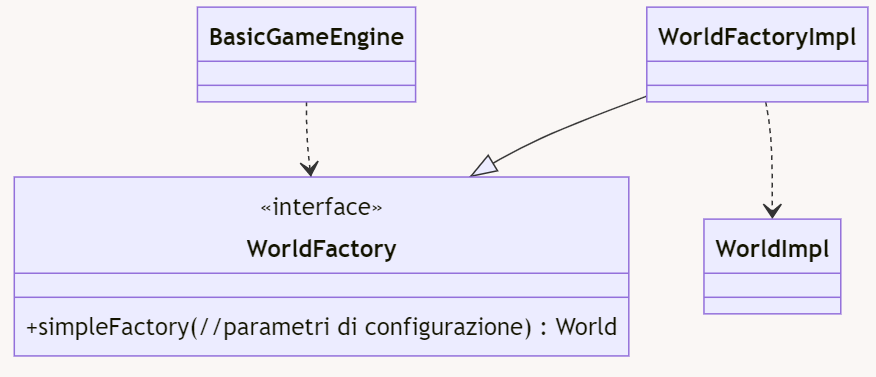 BasicGameEngine
WorldFactoryImpl
«interface»
WorldFactory
+simpleFactory(//parametri di configurazione) : World
WorldImpl